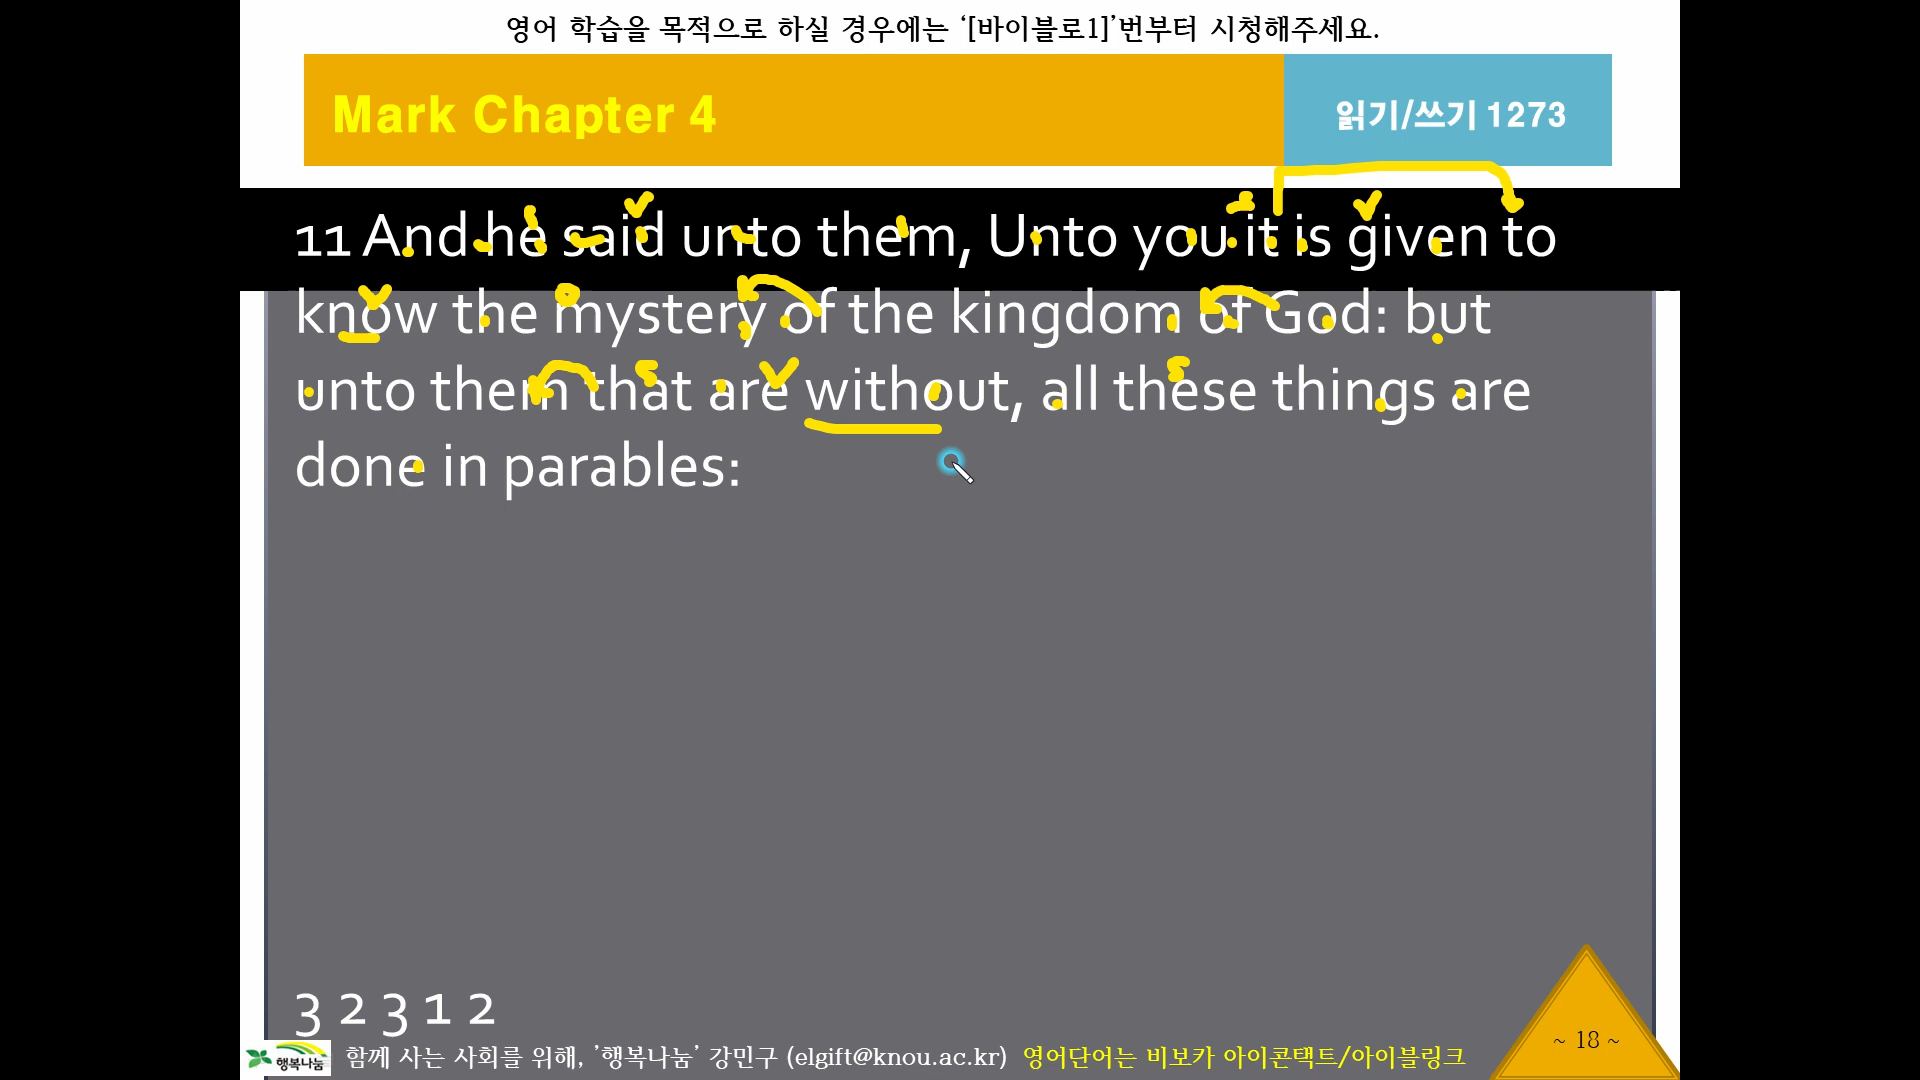 영어 학습을 목적으로 하실 경우에는 ‘[바이블로1]’번부터 시청해주세요.
Mark Chapter 4
읽기/쓰기 1273
11 And he said unto them, Unto you it is given to
know the mystery of the kingdom of God: but
unto them that are without, all these things are
done in parables:
3 2 3 1 2
~ 18 ~
행복나눔 함께 사는 사회를 위해, ’행복나눔’ 강민구 (elgift@knou.ac.kr) 영어단어는 비보카 아이콘택트/아이블링크